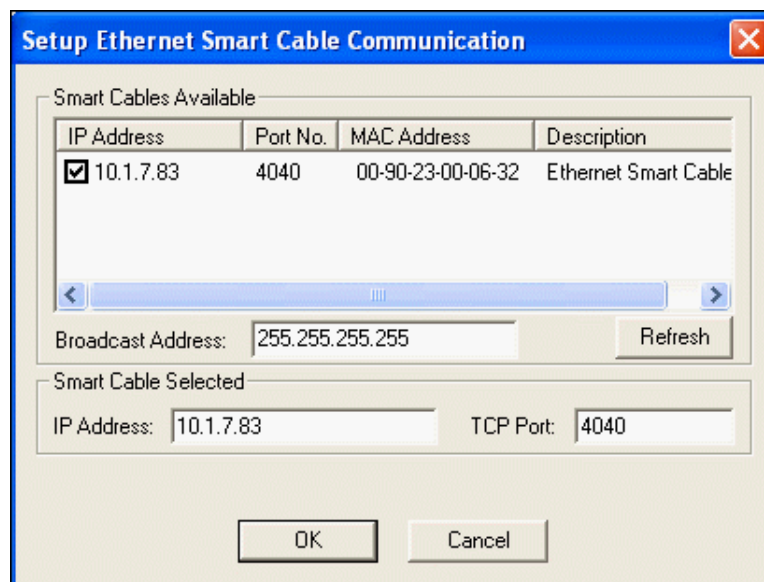 Setup Ethernet Smart Cable Communication
Smart Cables Available
IP Address Port No. MAC Address Description
10.1.7.83 4040 00-90-23-00-06-32 Ethernet Smart Cable
Broadcast Address: 255.255.255.255 Refresh
Smart Cable Selected
IP Address: 10.1.7.83 TCP Port: 4040
OK Cancel